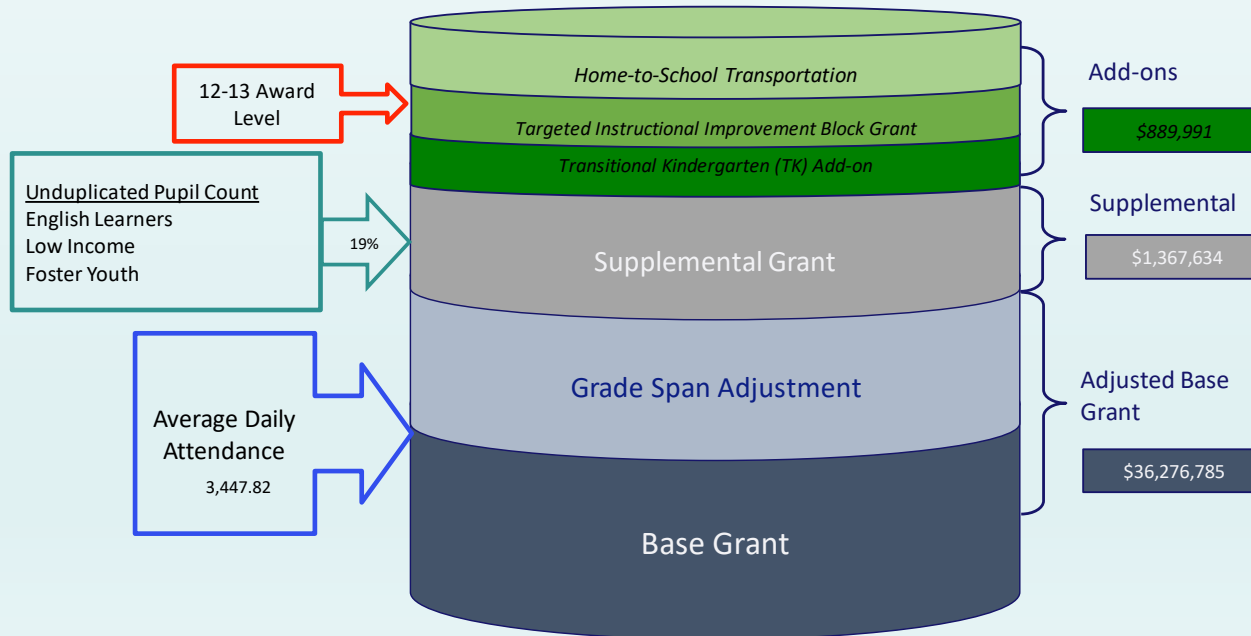 Home-to-School Transportation
Targeted Instructional Improvement Block Grant
Transitional Kindergarten (TK) Add-on
Supplemental Grant
Grade Span Adjustment
Base Grant
12-13 Award
Level
Unduplicated Pupil Count
English Learners
Low Income
Foster Youth
19%
Average Daily
Attendance
3,447.82
Add-ons
$889,991
Supplemental
$1,367,634
Adjusted Base
Grant
$36,276,785